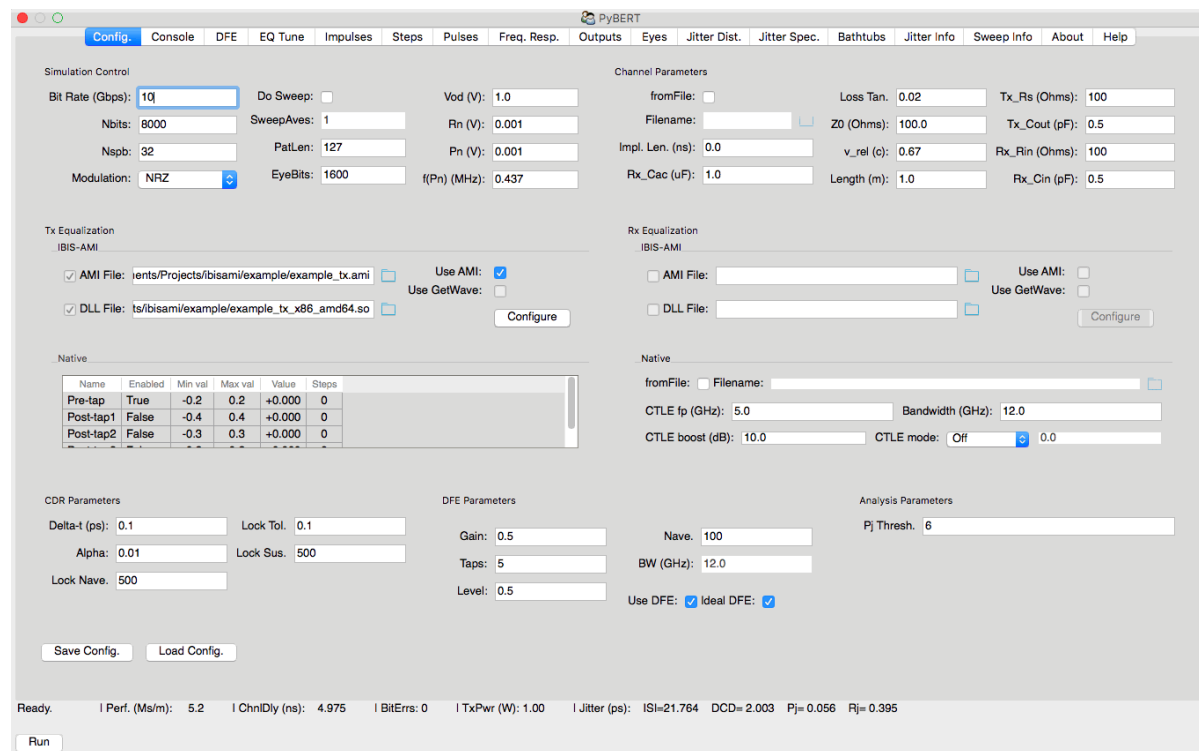 PyBERT
Config. Console DFE EQ Tune Impulses Steps Pulses Freq. Resp. Outputs Eyes Jitter Dist. Jitter Spec. Bathtubs Jitter Info Sweep Info About Help
Simulation Control
Bit Rate (Gbps): 10 Do Sweep: Vod (V): 1.0
Nbits: 8000 SweepAves: 1 Rn (V): 0.001
Nspb: 32 PatLen: 127 Pn (V): 0.001
Modulation: NRZ EyeBits: 1600 f(Pn) (MHz): 0.437
Channel Parameters
fromFile: Loss Tan. 0.02 Tx_Rs (Ohms): 100
Filename: Z0 (Ohms): 100.0 Tx_Cout (pF): 0.5
Impl. Len. (ns): 0.0 v_rel (c): 0.67 Rx_Rin (Ohms): 100
Rx_Cac (uF): 1.0 Length (m): 1.0 Rx_Cin (pF): 0.5
Tx Equalization
IBIS-AMI
AMI File: ients/Projects/ibisami/example/example_tx.ami Use AMI:
Use GetWave:
DLL File: ts/ibisami/example/example_tx_x86_amd64.so
Configure
Native
Name Enabled Min val Max val Value Steps
Pre-tap True -0.2 0.2 +0.000 0
Post-tap1 False -0.4 0.4 +0.000 0
Post-tap2 False -0.3 0.3 +0.000 0
Rx Equalization
IBIS-AMI
AMI File: Use AMI:
Use GetWave:
DLL File:
Configure
Native
fromFile: Filename:
CTLE fp (GHz): 5.0 Bandwidth (GHz): 12.0
CTLE boost (dB): 10.0 CTLE mode: Off 0.0
CDR Parameters
Delta-t (ps): 0.1 Lock Tol. 0.1
Alpha: 0.01 Lock Sus. 500
Lock Nave. 500
DFE Parameters
Gain: 0.5 Nave. 100
Taps: 5 BW (GHz): 12.0
Level: 0.5 Use DFE: Ideal DFE:
Analysis Parameters
Pj Thresh. 6
Save Config. Load Config.
Ready. | Perf. (Ms/m): 5.2 | ChnlDly (ns): 4.975 | BitErrs: 0 | TxPwr (W): 1.00 | Jitter (ps): ISI=21.764 DCD= 2.003 Pj= 0.056 Rj= 0.395
Run